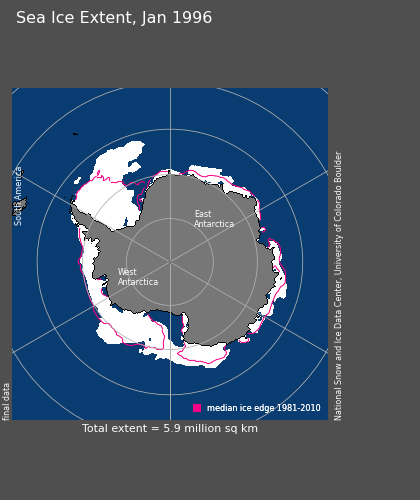 Sea Ice Extent, Jan 1996
South America
East
Antarctica
West
Antarctica
National Snow and Ice Data Center, University of Colorado Boulder
final data
median ice edge 1981-2010
Total extent = 5.9 million sq km